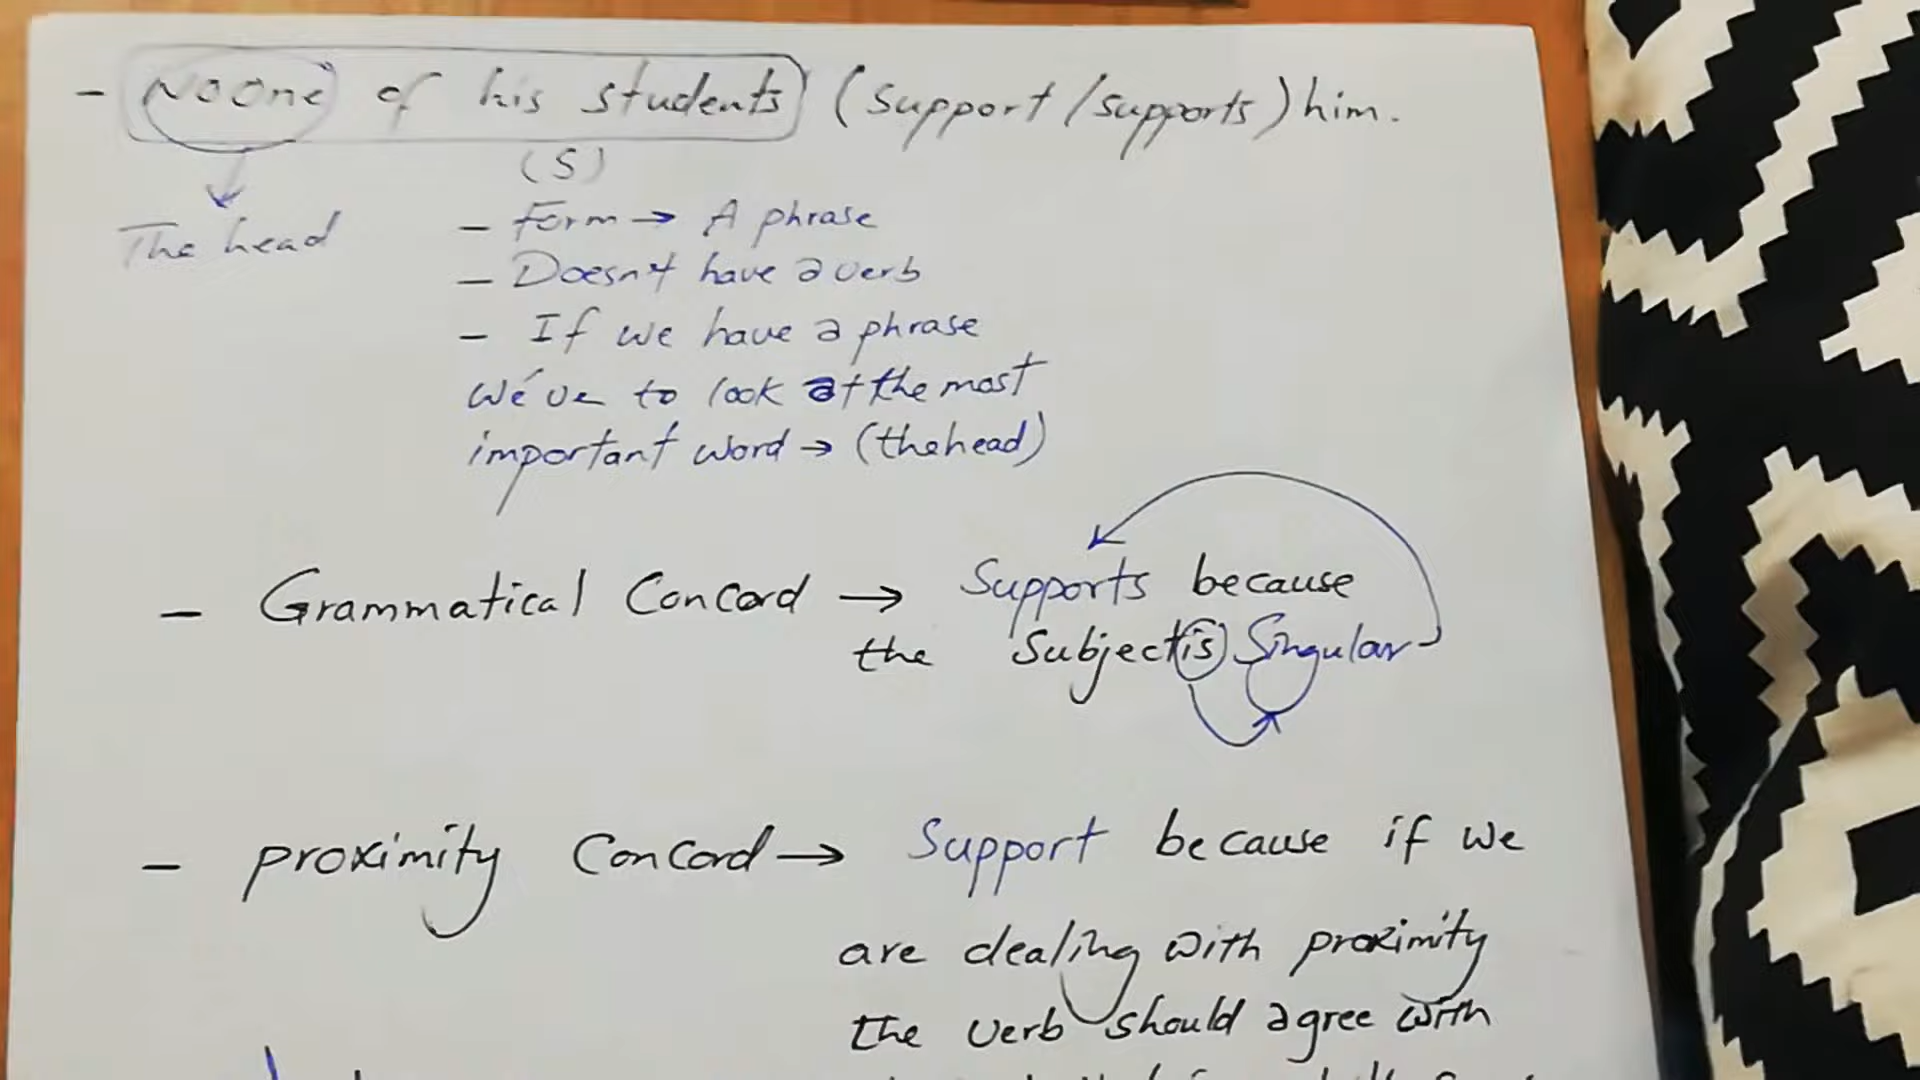 - No One of his students (support/supports) him.
(S)
The head
- Form → A phrase
- Doesn't have a verb
- If we have a phrase
we've to look at the most
important word → (the head)
- Grammatical Concord → Supports because
the Subject is Singular
- proximity Concord → Support because if we
are dealing with proximity
the verb should agree with